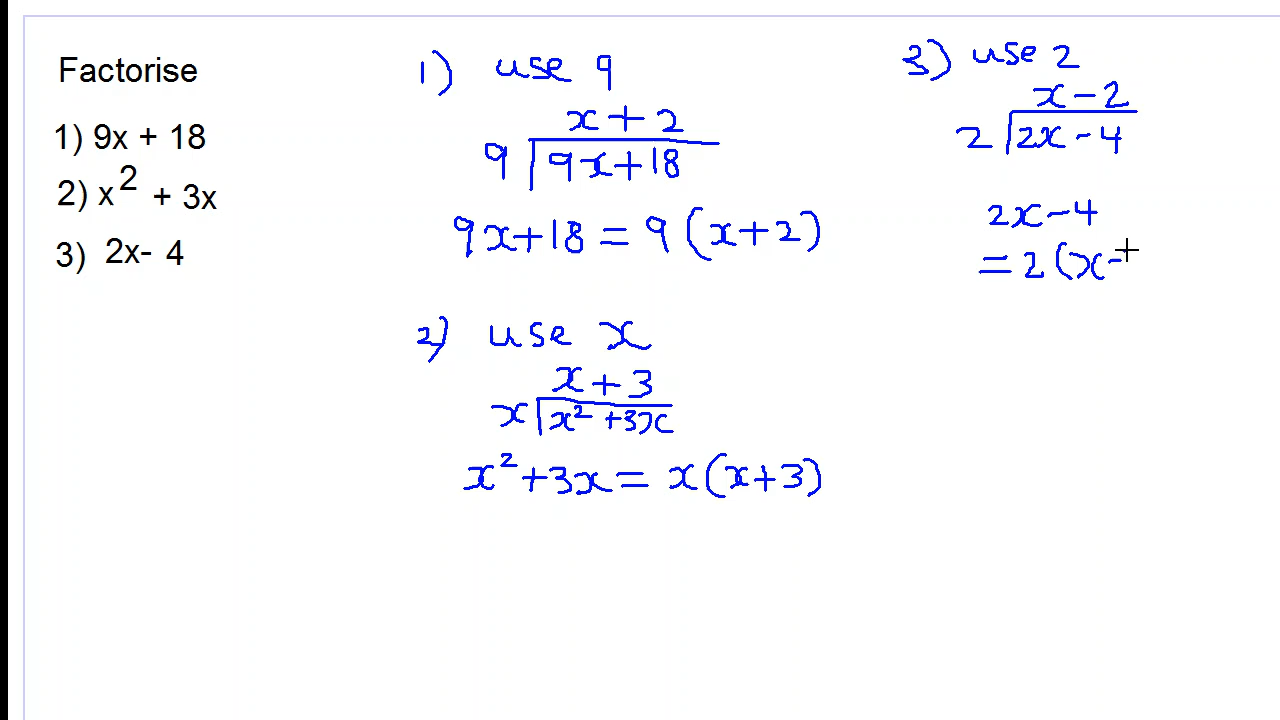 Factorise
1) 9x + 18
2) x² + 3x
3) 2x- 4
1) use 9
x + 2
9 9x+18
9x+18 = 9 (x+2)
2) use x
x + 3
x x² +3x
x²+3x = x(x+3)
3) use 2
x - 2
2 2x - 4
2x-4
= 2 (x-